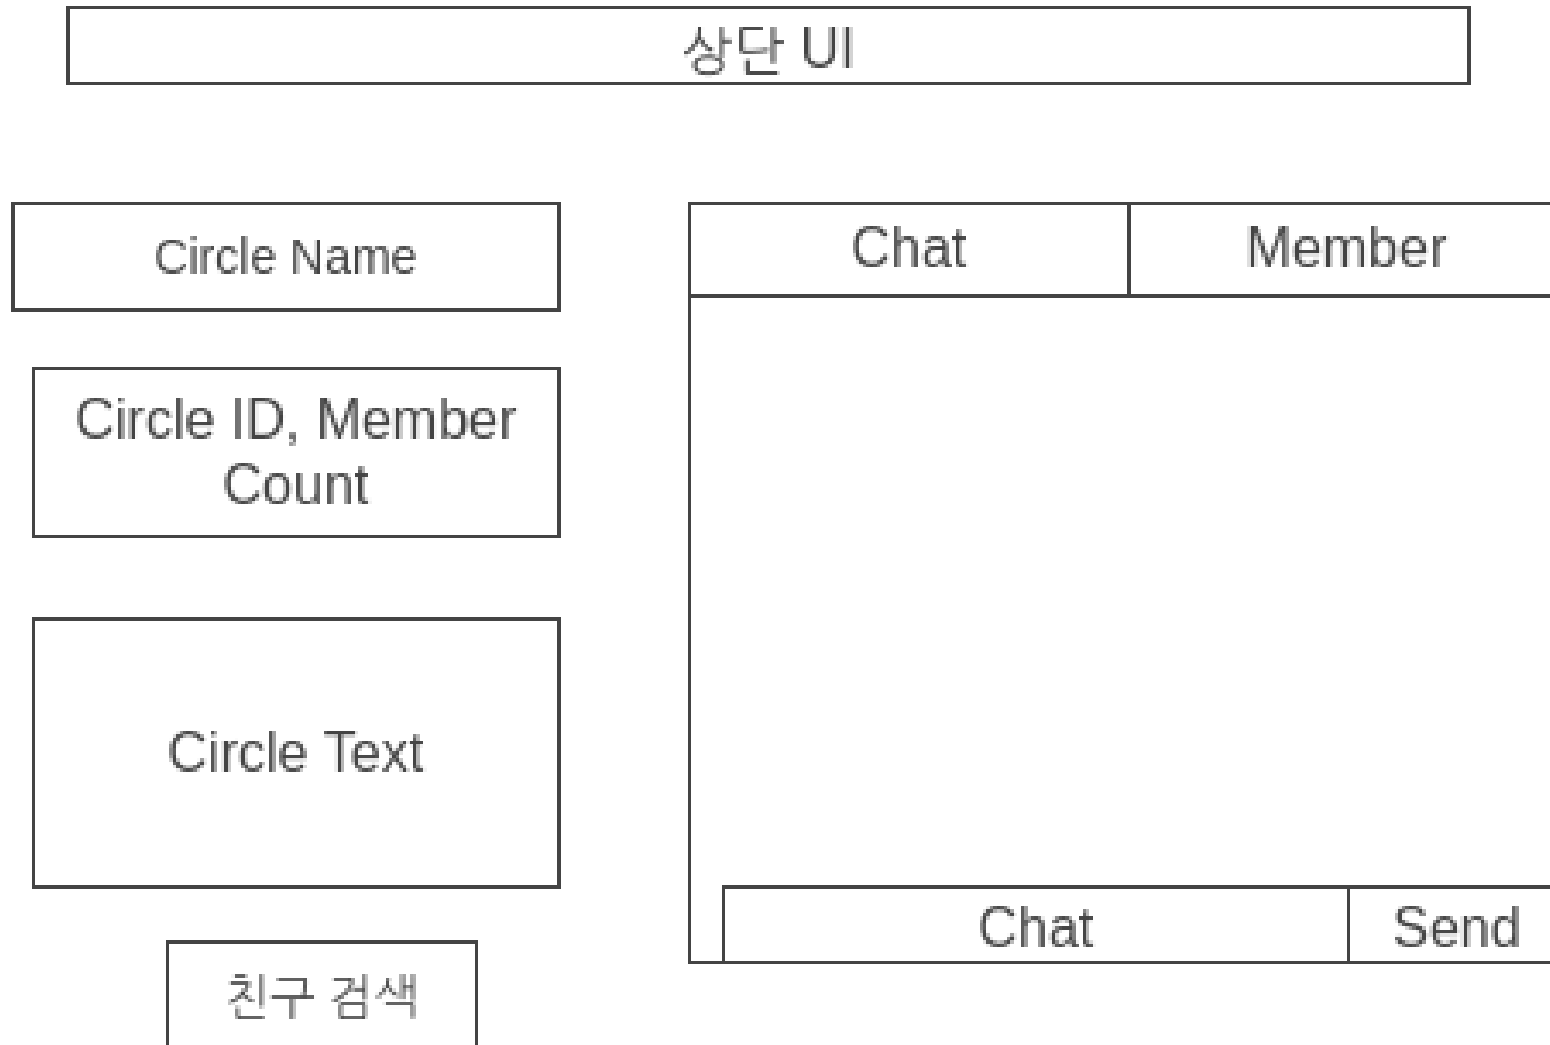 상단 UI
Circle Name
Circle ID, Member
Count
Circle Text
친구 검색
Chat
Member
Chat
Send